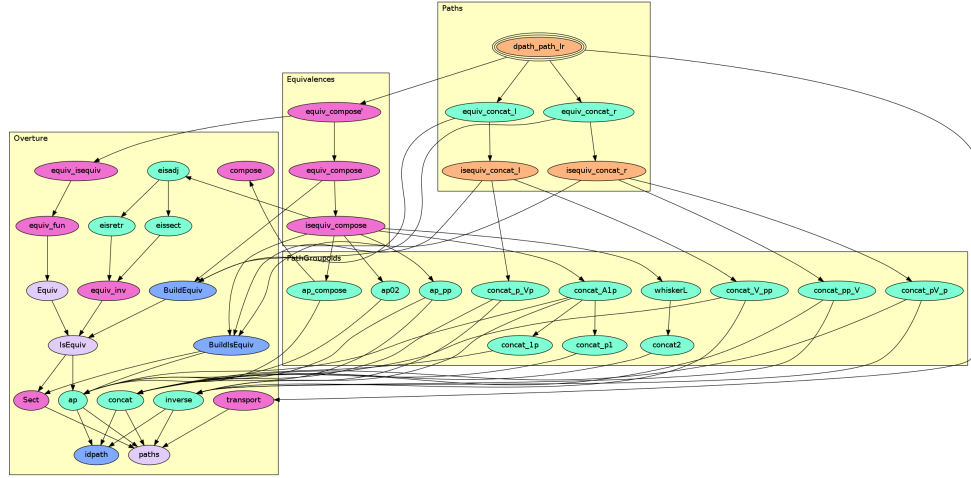 Paths
dpath_path_lr
Equivalences
equiv_compose'
equiv_concat_l
equiv_concat_r
Overture
equiv_isequiv
eisadj
compose
equiv_compose
isequiv_concat_l
isequiv_concat_r
equiv_fun
eisretr
eissect
isequiv_compose
PathGroupoids
Equiv
equiv_inv
BuildEquiv
ap_compose
ap02
ap_pp
concat_p_Vp
concat_A1p
whiskerL
concat_V_pp
concat_pp_V
concat_pV_p
IsEquiv
BuildIsEquiv
concat_1p
concat_p1
concat2
Sect
ap
concat
inverse
transport
idpath
paths